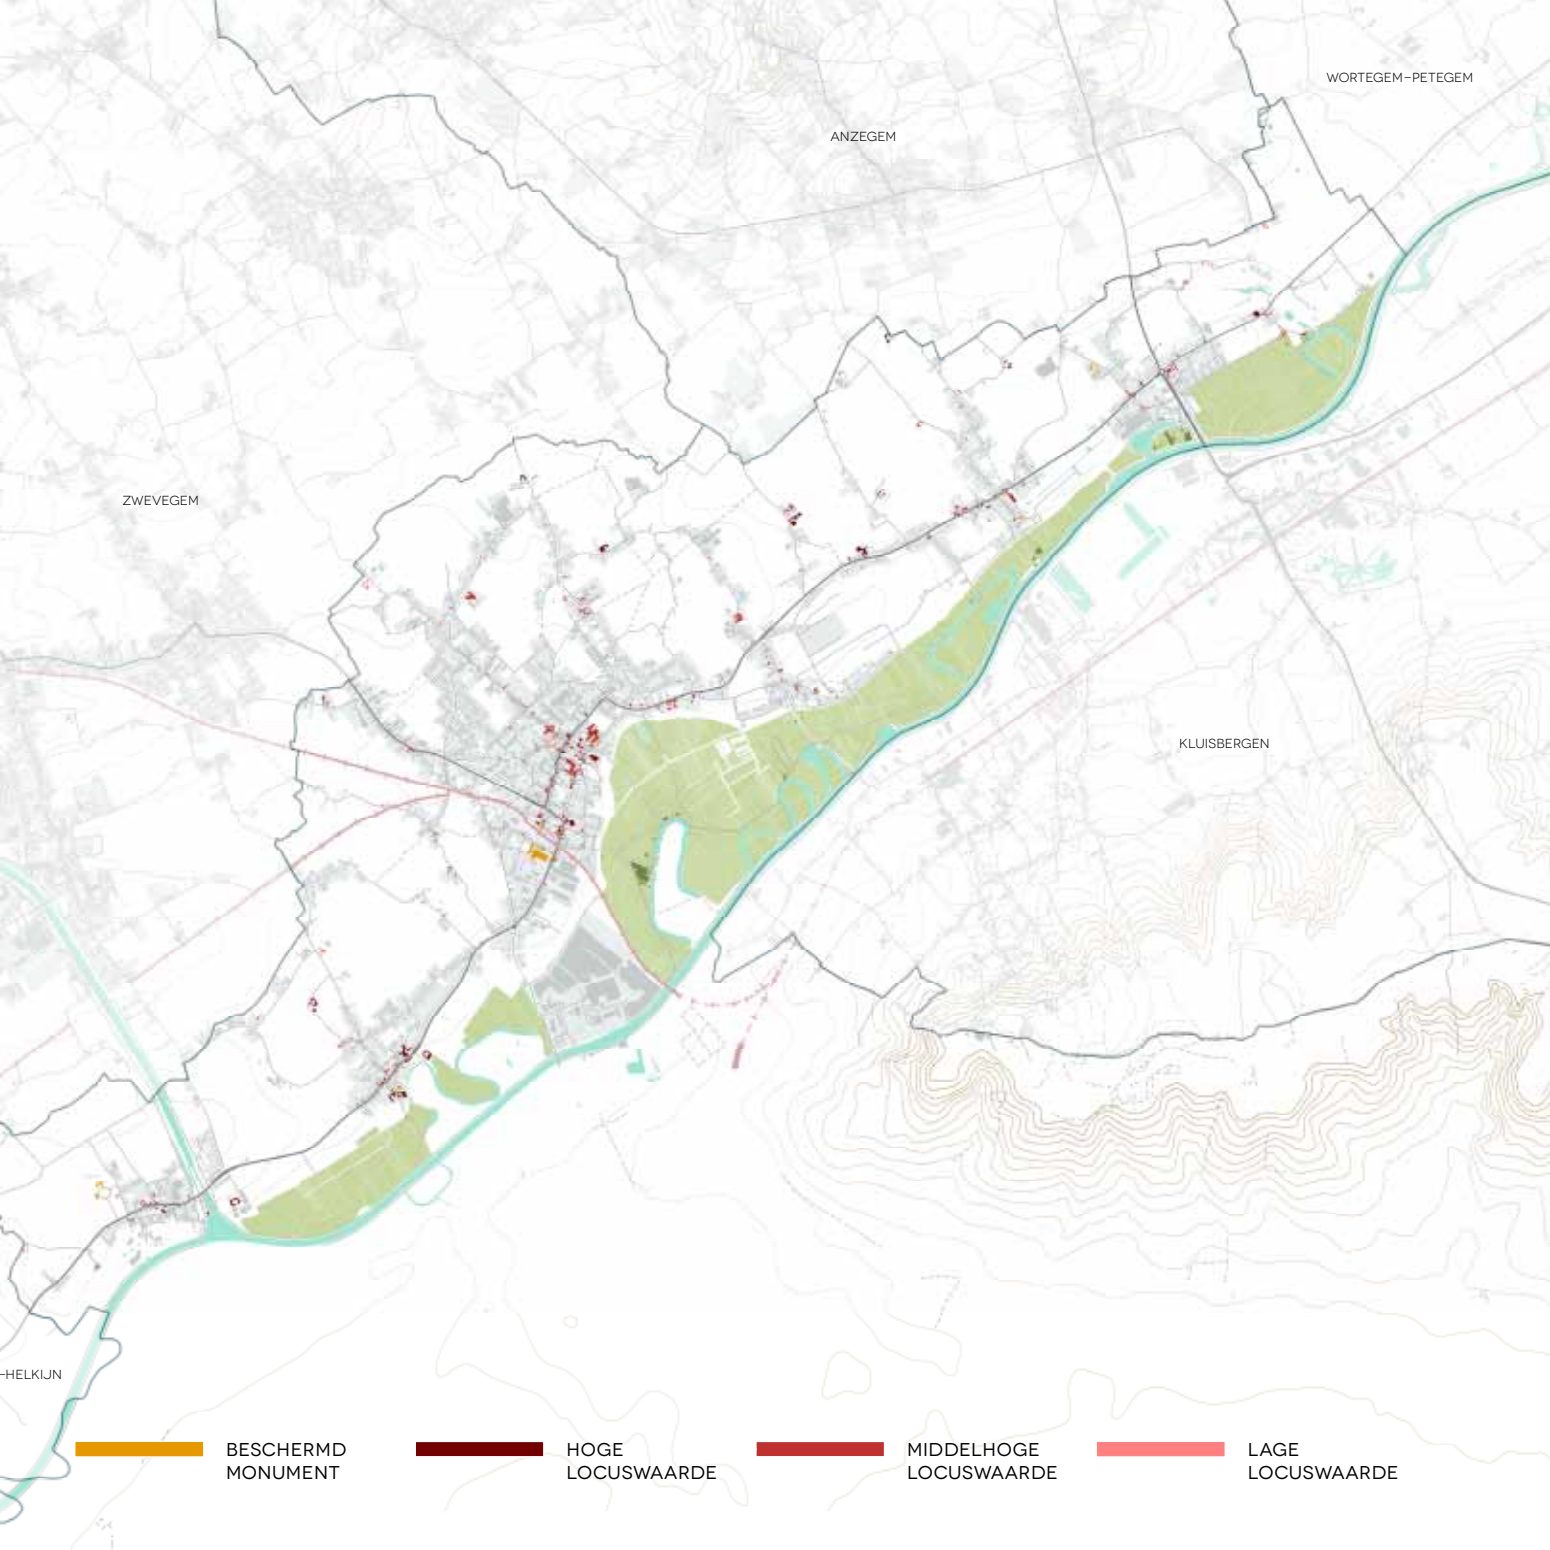 WORTEGEM-PETEGEM
ANZEGEM
ZWEVEGEM
KLUISBERGEN
-HELKIJN
BESCHERMD
MONUMENT
HOGE
LOCUSWAARDE
MIDDELHOGE
LOCUSWAARDE
LAGE
LOCUSWAARDE